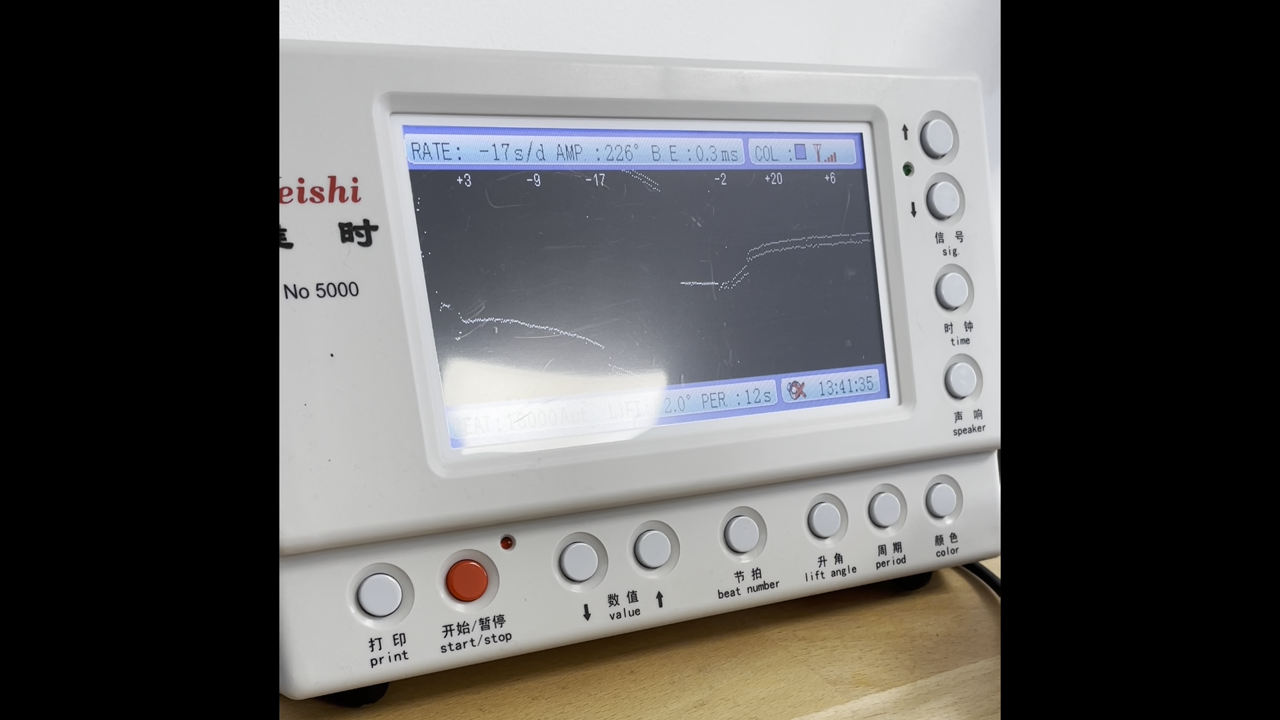 RATE: -17s/d AMP.:226° B.E.:0.3ms COL:
+3 -9 -17 -2 +20 +6
eishi
时
No 5000
2.0° PER.:12s 13:41:35
信号
sig.
时钟
time
声响
speaker
打印
print
开始/暂停
start/stop
数值
value
节拍
beat number
升角
lift angle
周期
period
颜色
color